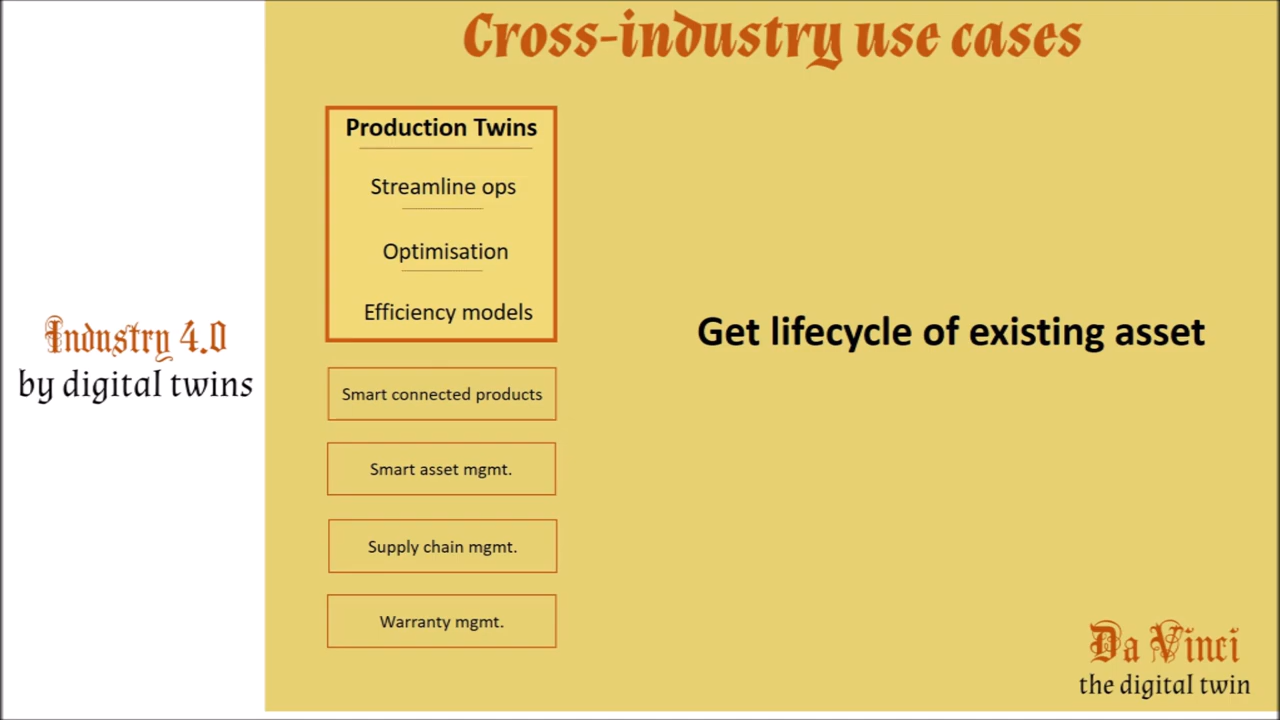 Cross-industry use cases
Production Twins
Streamline ops
Optimisation
Efficiency models
Smart connected products
Smart asset mgmt.
Supply chain mgmt.
Warranty mgmt.
Get lifecycle of existing asset
Industry 4.0
by digital twins
Da Vinci
the digital twin